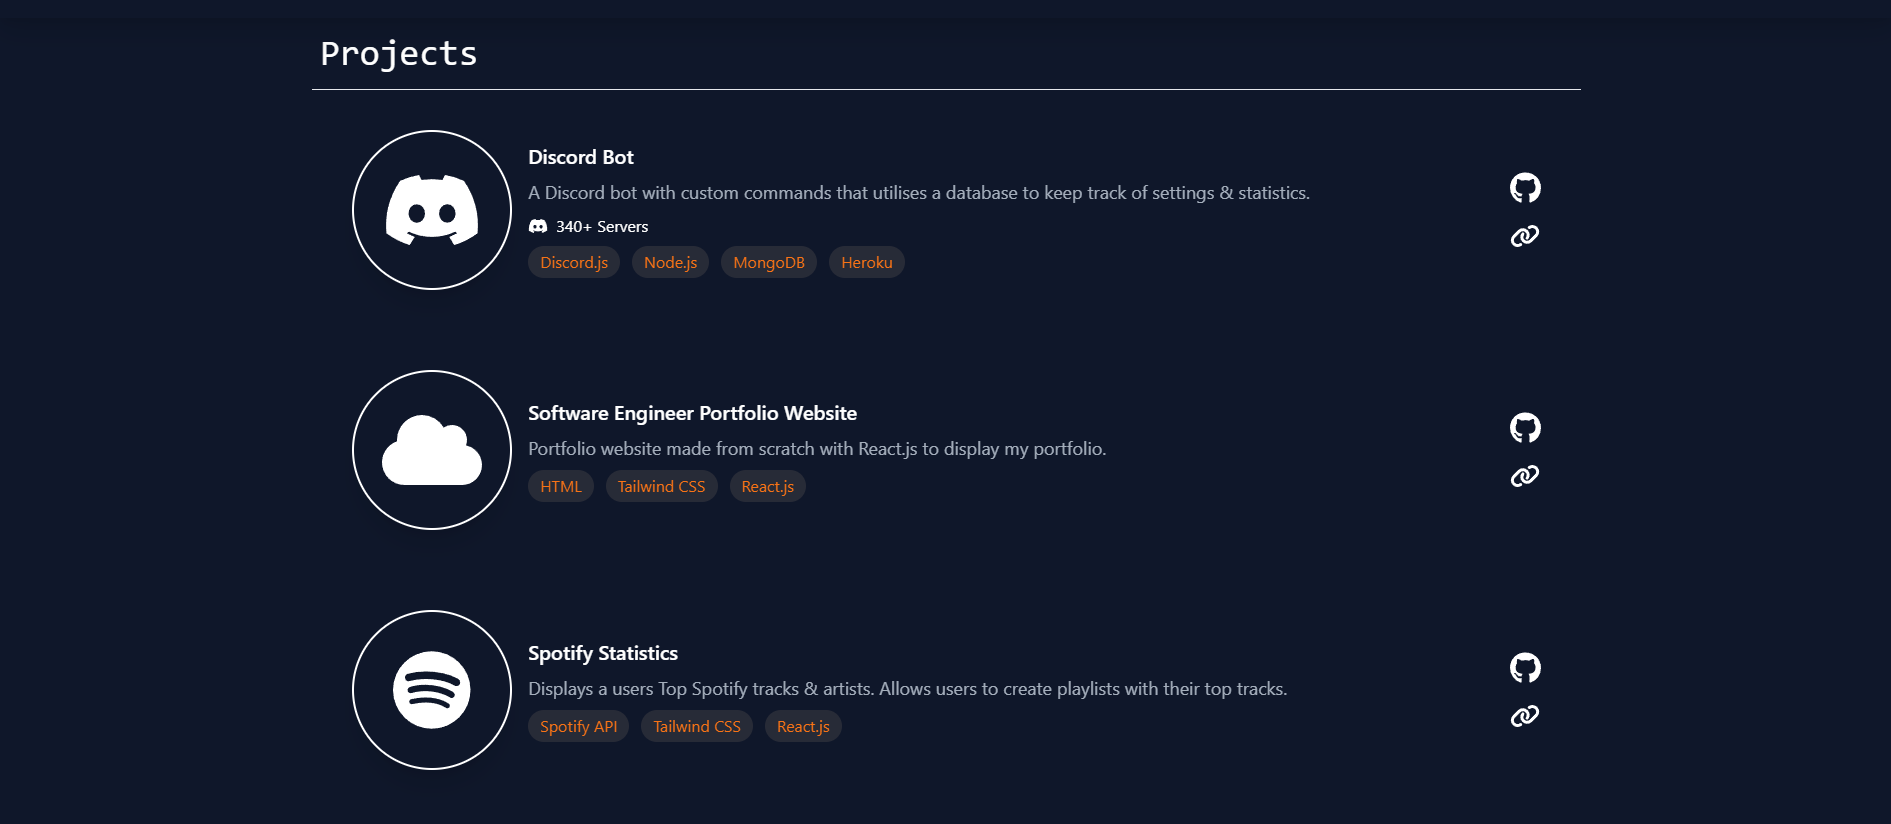 Projects
Discord Bot
A Discord bot with custom commands that utilises a database to keep track of settings & statistics.
340+ Servers
Discord.js Node.js MongoDB Heroku
Software Engineer Portfolio Website
Portfolio website made from scratch with React.js to display my portfolio.
HTML Tailwind CSS React.js
Spotify Statistics
Displays a users Top Spotify tracks & artists. Allows users to create playlists with their top tracks.
Spotify API Tailwind CSS React.js